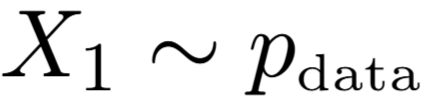 X₁ ∼ p_data